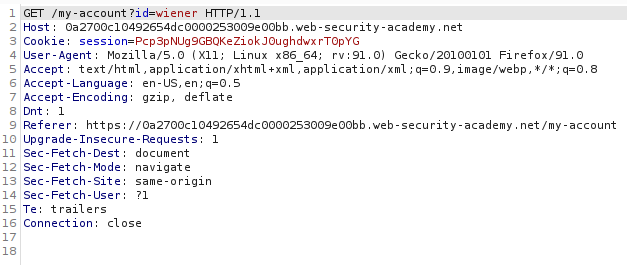 1 GET /my-account?id=wiener HTTP/1.1
2 Host: 0a2700c10492654dc0000253009e00bb.web-security-academy.net
3 Cookie: session=Pcp3pNUg9GBQKeZiokJOughdwxrTOpYG
4 User-Agent: Mozilla/5.0 (X11; Linux x86_64; rv:91.0) Gecko/20100101 Firefox/91.0
5 Accept: text/html,application/xhtml+xml,application/xml;q=0.9,image/webp,*/*;q=0.8
6 Accept-Language: en-US,en;q=0.5
7 Accept-Encoding: gzip, deflate
8 Dnt: 1
9 Referer: https://0a2700c10492654dc0000253009e00bb.web-security-academy.net/my-account
10 Upgrade-Insecure-Requests: 1
11 Sec-Fetch-Dest: document
12 Sec-Fetch-Mode: navigate
13 Sec-Fetch-Site: same-origin
14 Sec-Fetch-User: ?1
15 Te: trailers
16 Connection: close
17
18